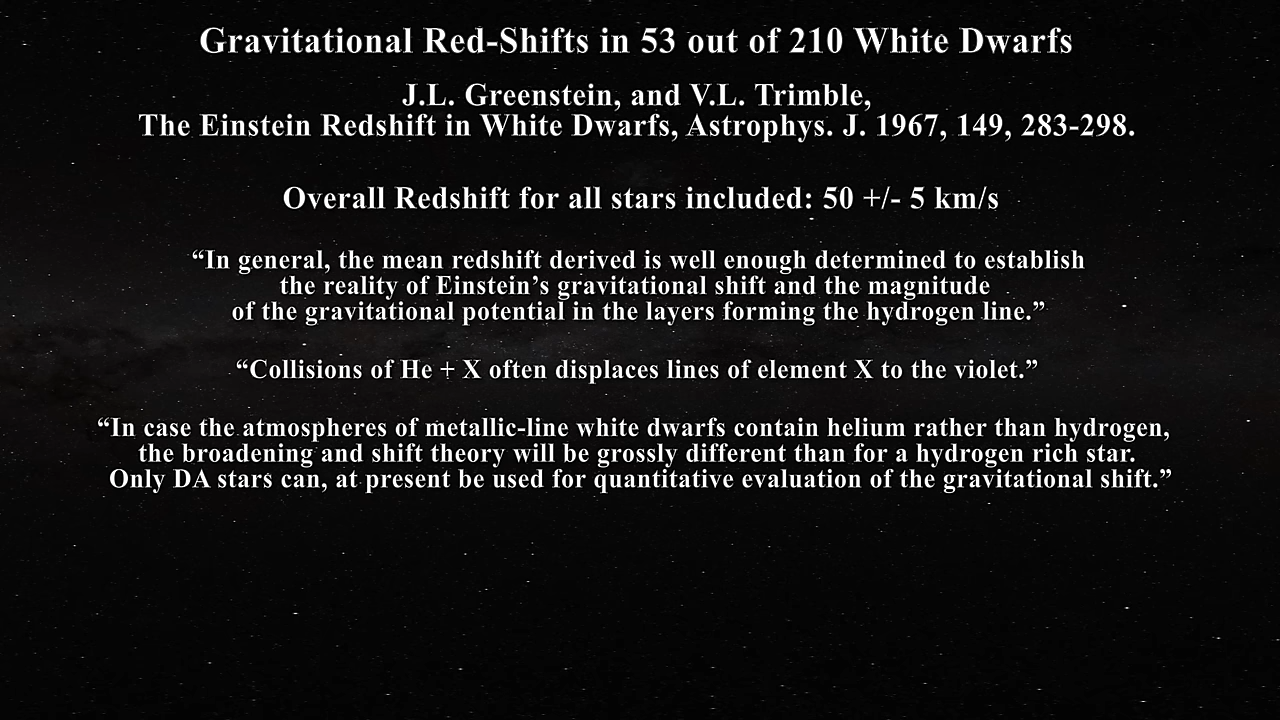 Gravitational Red-Shifts in 53 out of 210 White Dwarfs
J.L. Greenstein, and V.L. Trimble,
The Einstein Redshift in White Dwarfs, Astrophys. J. 1967, 149, 283-298.
Overall Redshift for all stars included: 50 +/- 5 km/s
“In general, the mean redshift derived is well enough determined to establish
the reality of Einstein’s gravitational shift and the magnitude
of the gravitational potential in the layers forming the hydrogen line.”
“Collisions of He + X often displaces lines of element X to the violet.”
“In case the atmospheres of metallic-line white dwarfs contain helium rather than hydrogen,
the broadening and shift theory will be grossly different than for a hydrogen rich star.
Only DA stars can, at present be used for quantitative evaluation of the gravitational shift.”